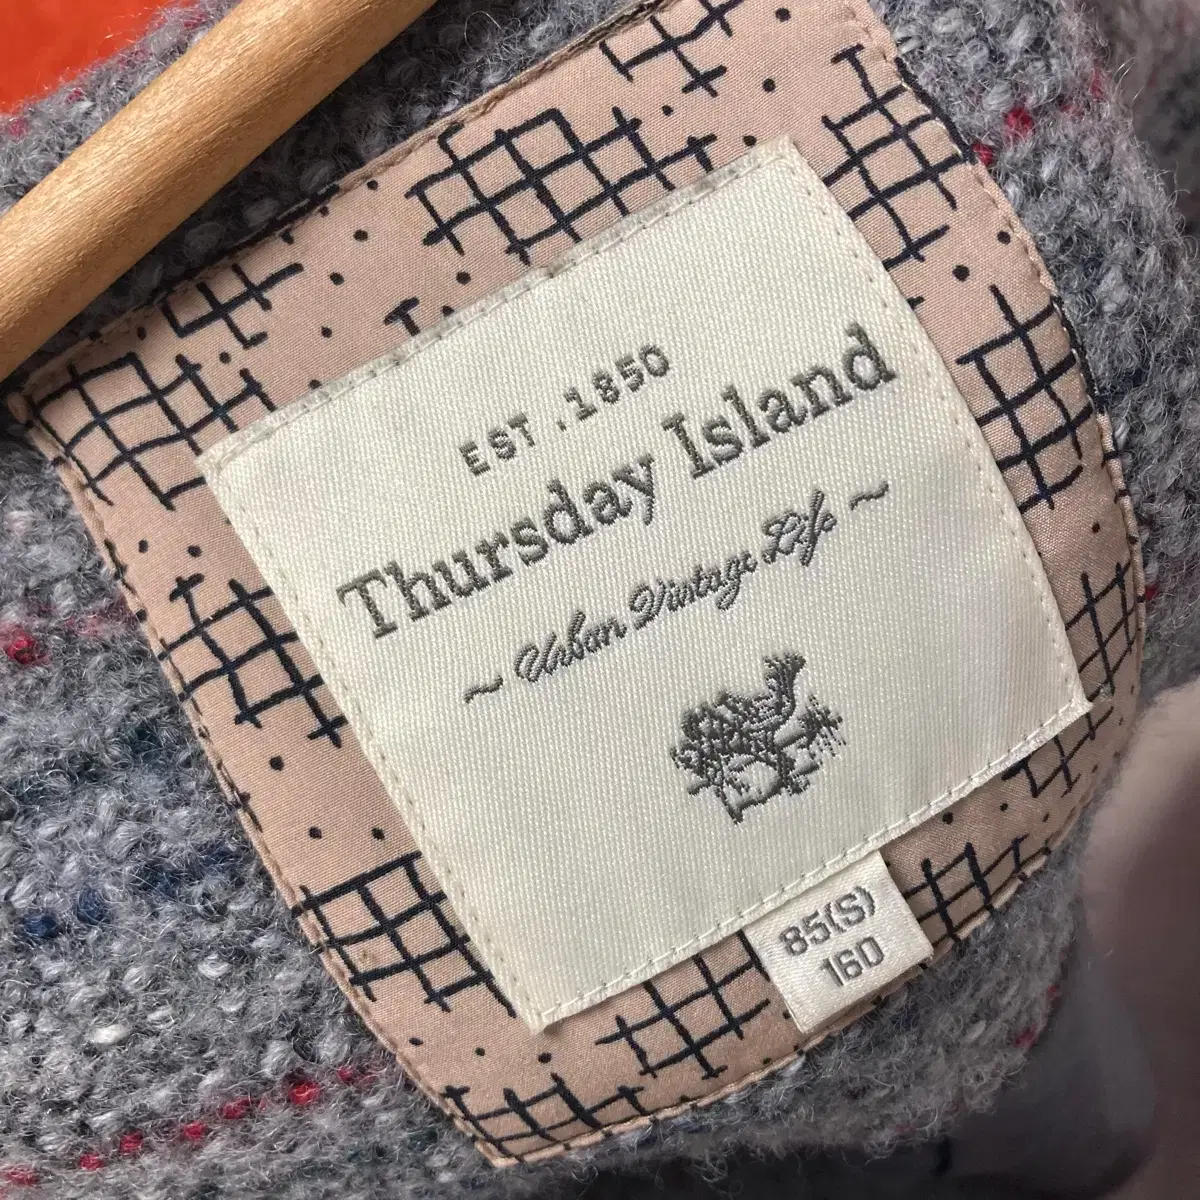 EST.1850
Thursday Island
~ Urban Vintage Life ~
85(S)
160